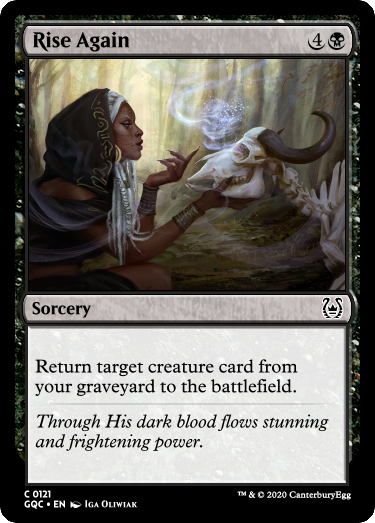 Rise Again 4
Sorcery
Return target creature card from
your graveyard to the battlefield.
Through His dark blood flows stunning
and frightening power.
C 0121
GQC • EN Iga Oliwiak
™ & © 2020 CanterburyEgg